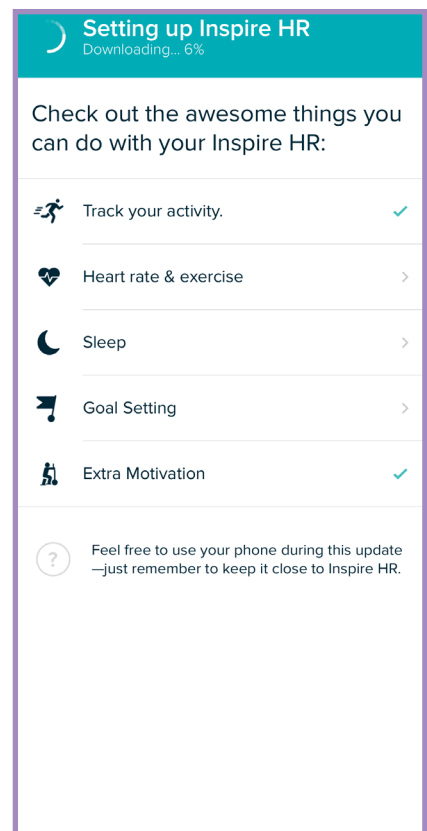 Setting up Inspire HR
Downloading... 6%
Check out the awesome things you
can do with your Inspire HR:
Track your activity.
Heart rate & exercise
Sleep
Goal Setting
Extra Motivation
?
Feel free to use your phone during this update
—just remember to keep it close to Inspire HR.